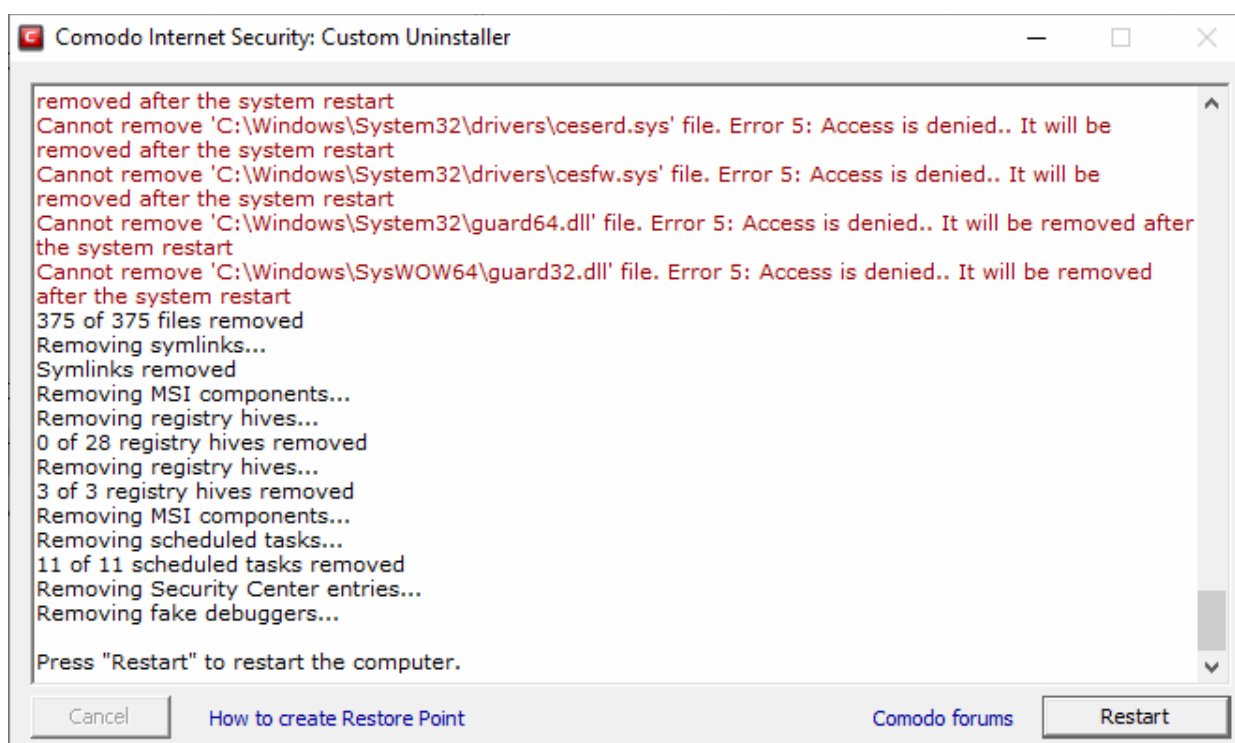 Comodo Internet Security: Custom Uninstaller
removed after the system restart
Cannot remove 'C:\Windows\System32\drivers\ceserd.sys' file. Error 5: Access is denied.. It will be
removed after the system restart
Cannot remove 'C:\Windows\System32\drivers\cesfw.sys' file. Error 5: Access is denied.. It will be
removed after the system restart
Cannot remove 'C:\Windows\System32\guard64.dll' file. Error 5: Access is denied.. It will be removed after
the system restart
Cannot remove 'C:\Windows\SysWOW64\guard32.dll' file. Error 5: Access is denied.. It will be removed
after the system restart
375 of 375 files removed
Removing symlinks...
Symlinks removed
Removing MSI components...
Removing registry hives...
0 of 28 registry hives removed
Removing registry hives...
3 of 3 registry hives removed
Removing MSI components...
Removing scheduled tasks...
11 of 11 scheduled tasks removed
Removing Security Center entries...
Removing fake debuggers...
Press "Restart" to restart the computer.
Cancel How to create Restore Point Comodo forums Restart